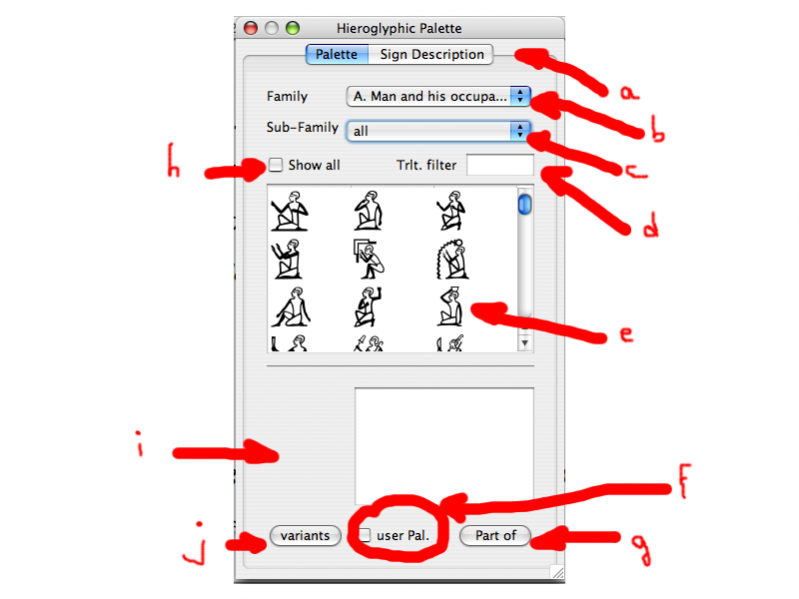 Hieroglyphic Palette
Palette Sign Description
a
Family A. Man and his occupa...
b
Sub-Family all
c
h Show all Trlt. filter
d
e
i
f
j variants user Pal. Part of g